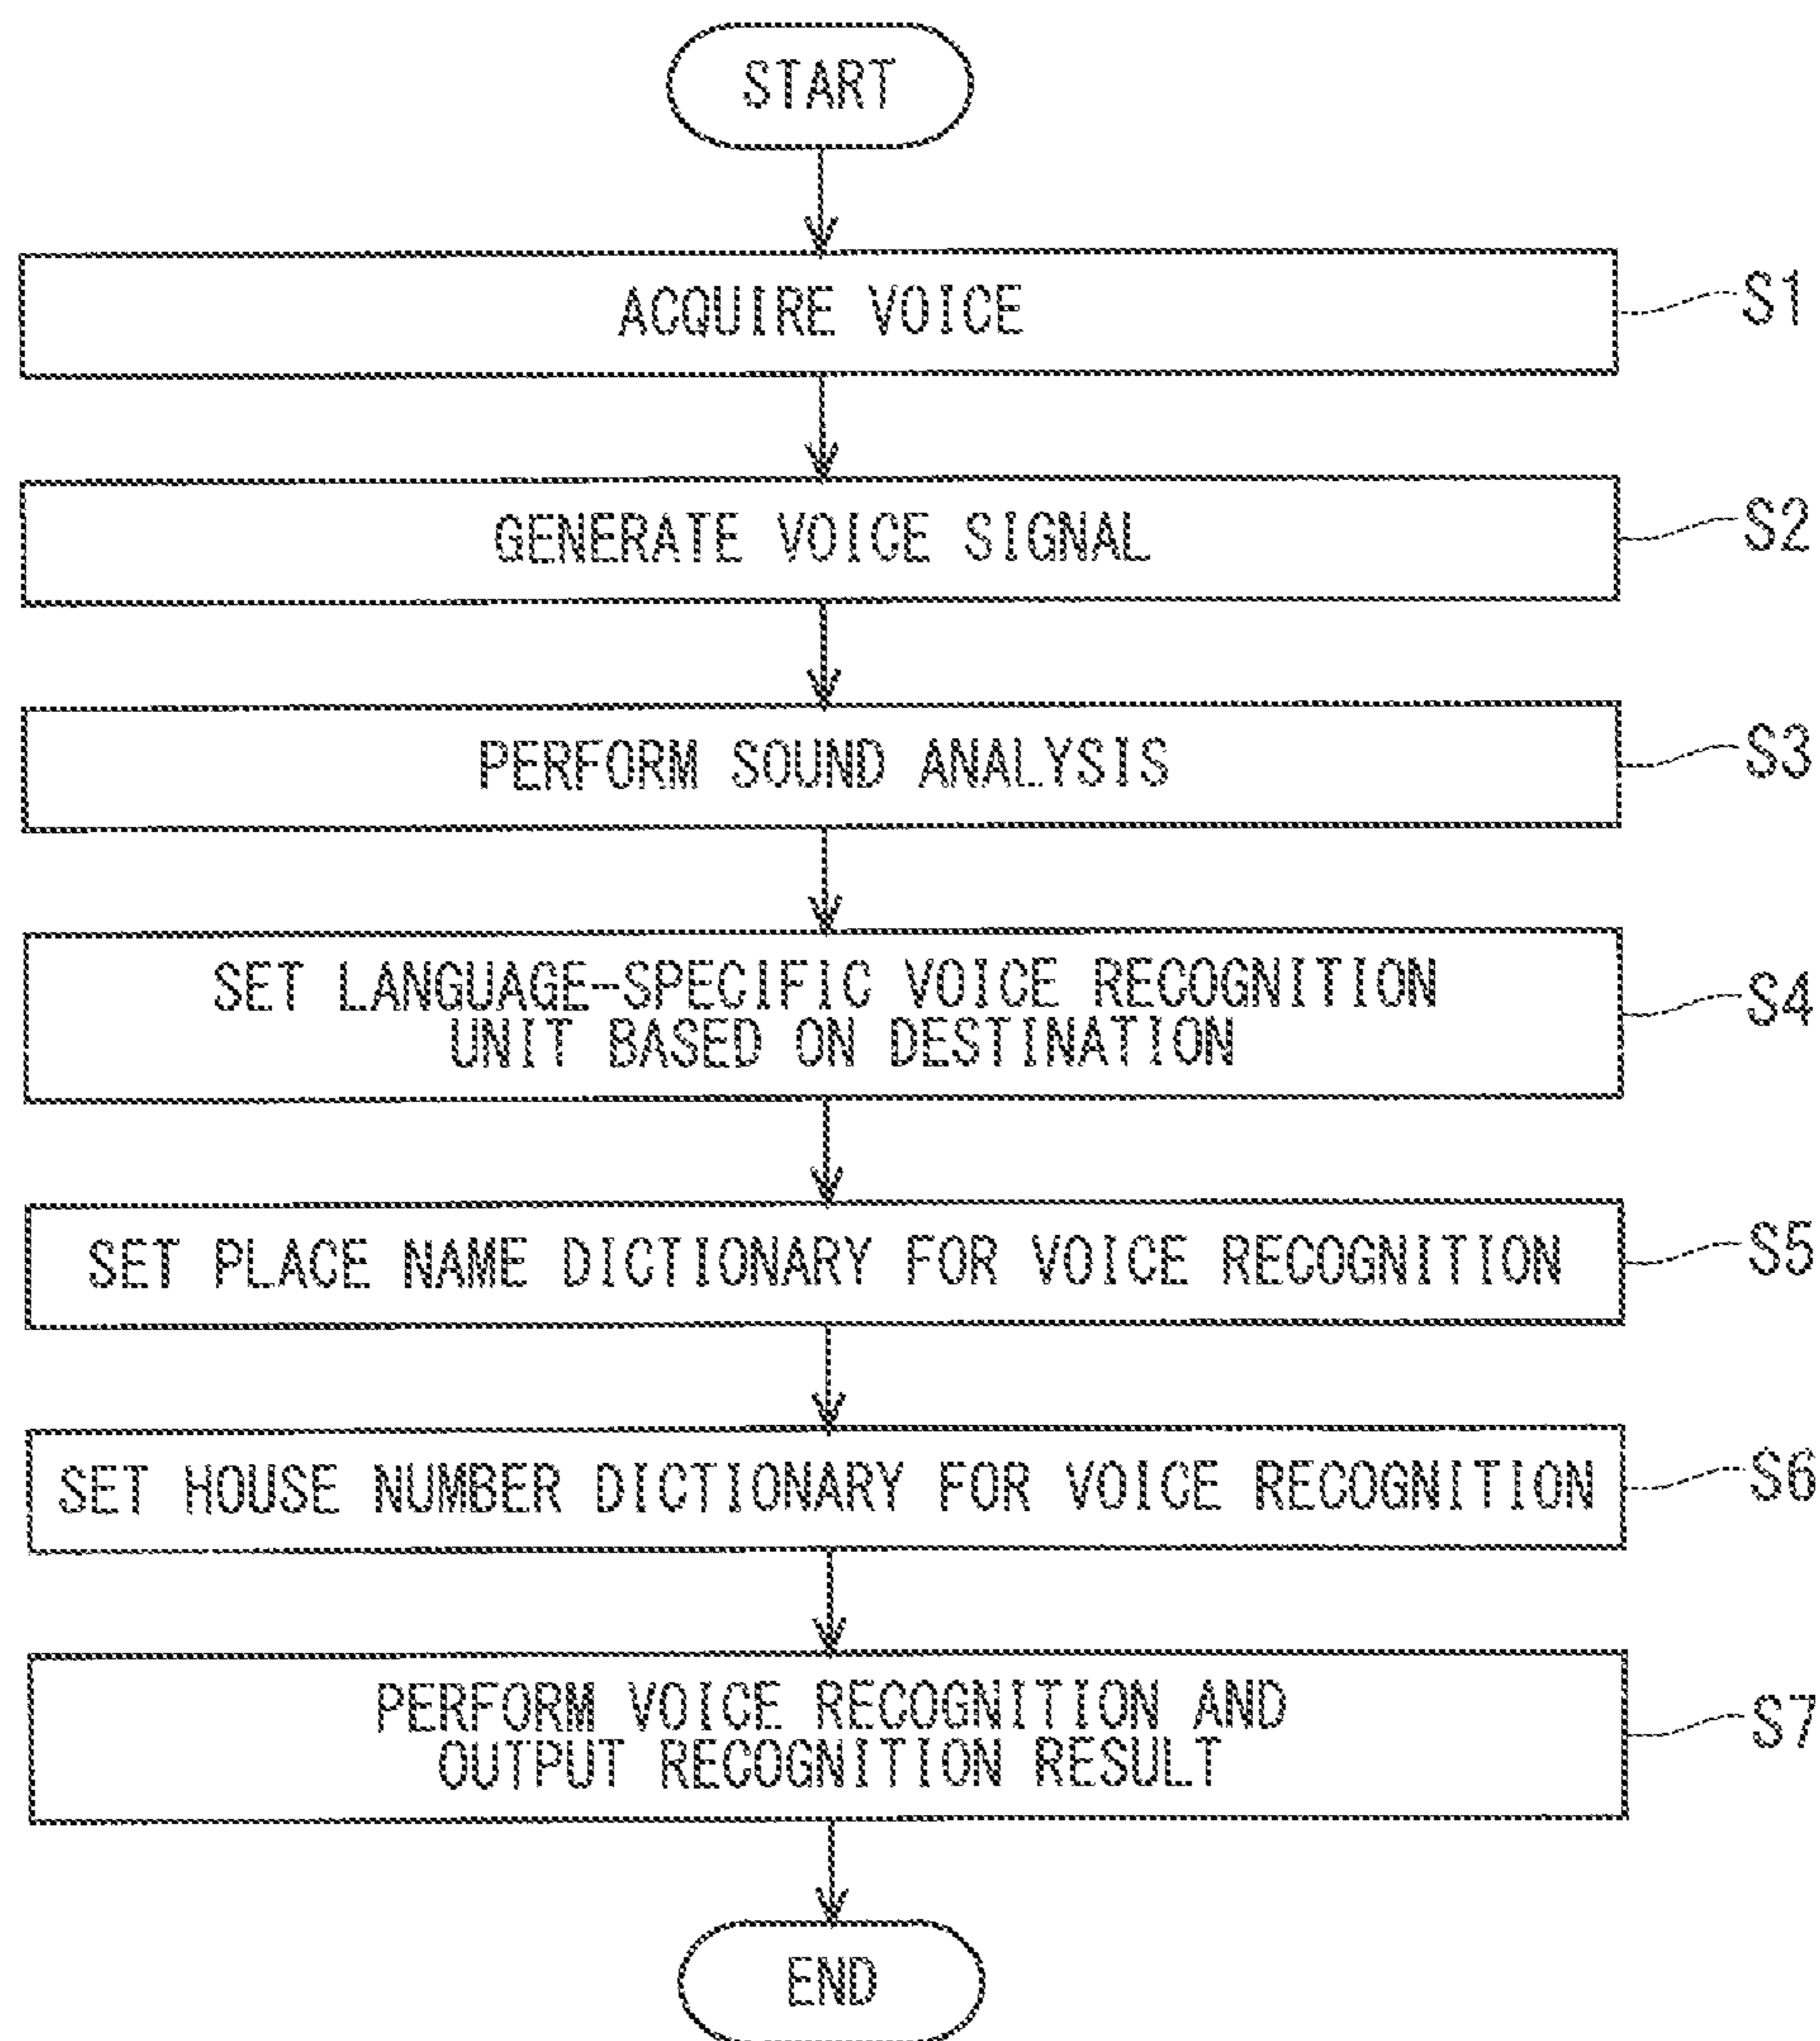 START
ACQUIRE VOICE
S1
GENERATE VOICE SIGNAL
S2
PERFORM SOUND ANALYSIS
S3
SET LANGUAGE-SPECIFIC VOICE RECOGNITION
UNIT BASED ON DESTINATION
S4
SET PLACE NAME DICTIONARY FOR VOICE RECOGNITION
S5
SET HOUSE NUMBER DICTIONARY FOR VOICE RECOGNITION
S6
PERFORM VOICE RECOGNITION AND
OUTPUT RECOGNITION RESULT
S7
END